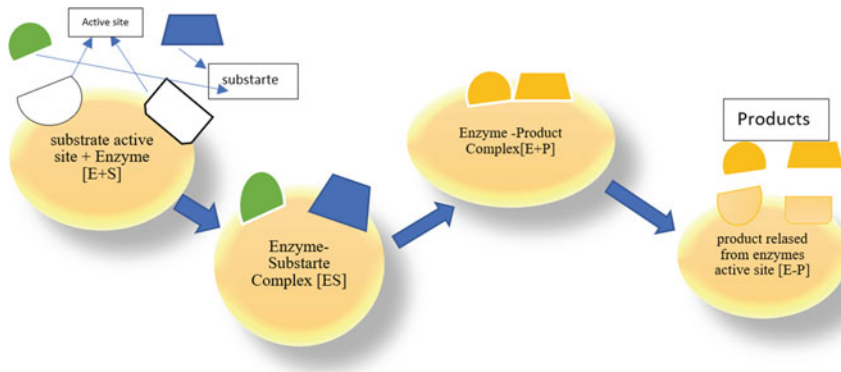 Active site
substarte
substrate active
site + Enzyme
[E+S]
Enzyme-
Substarte
Complex [ES]
Enzyme -Product
Complex[E+P]
Products
product relased
from enzymes
active site [E-P]